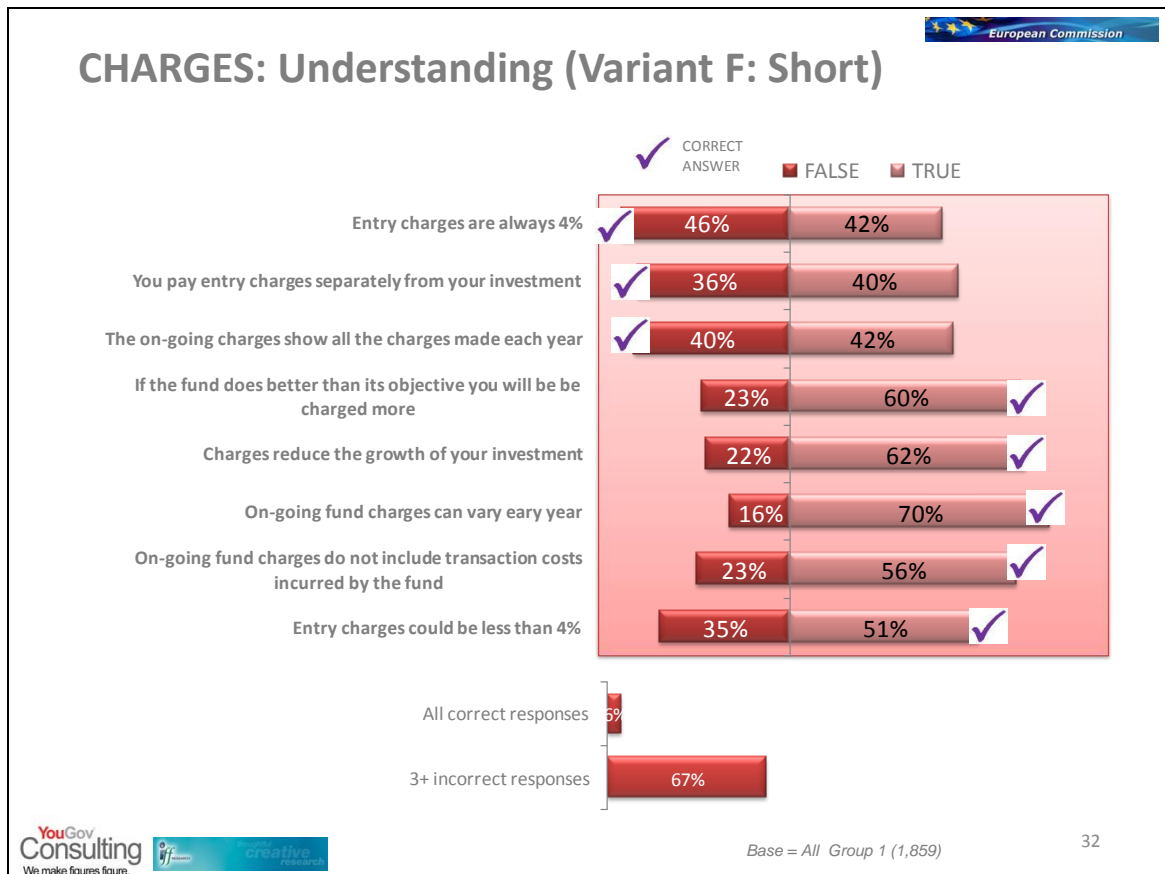 European Commission
CHARGES: Understanding (Variant F: Short)
CORRECT
ANSWER
FALSE TRUE
Entry charges are always 4% 46% 42%
You pay entry charges separately from your investment 36% 40%
The on-going charges show all the charges made each year 40% 42%
If the fund does better than its objective you will be be
charged more
23% 60%
Charges reduce the growth of your investment 22% 62%
On-going fund charges can vary eary year 16% 70%
On-going fund charges do not include transaction costs
incurred by the fund
23% 56%
Entry charges could be less than 4% 35% 51%
All correct responses 6%
3+ incorrect responses 67%
YouGov
Consulting
We make figures figure.
iff RESEARCH
creative
research
Base = All Group 1 (1,859)
32